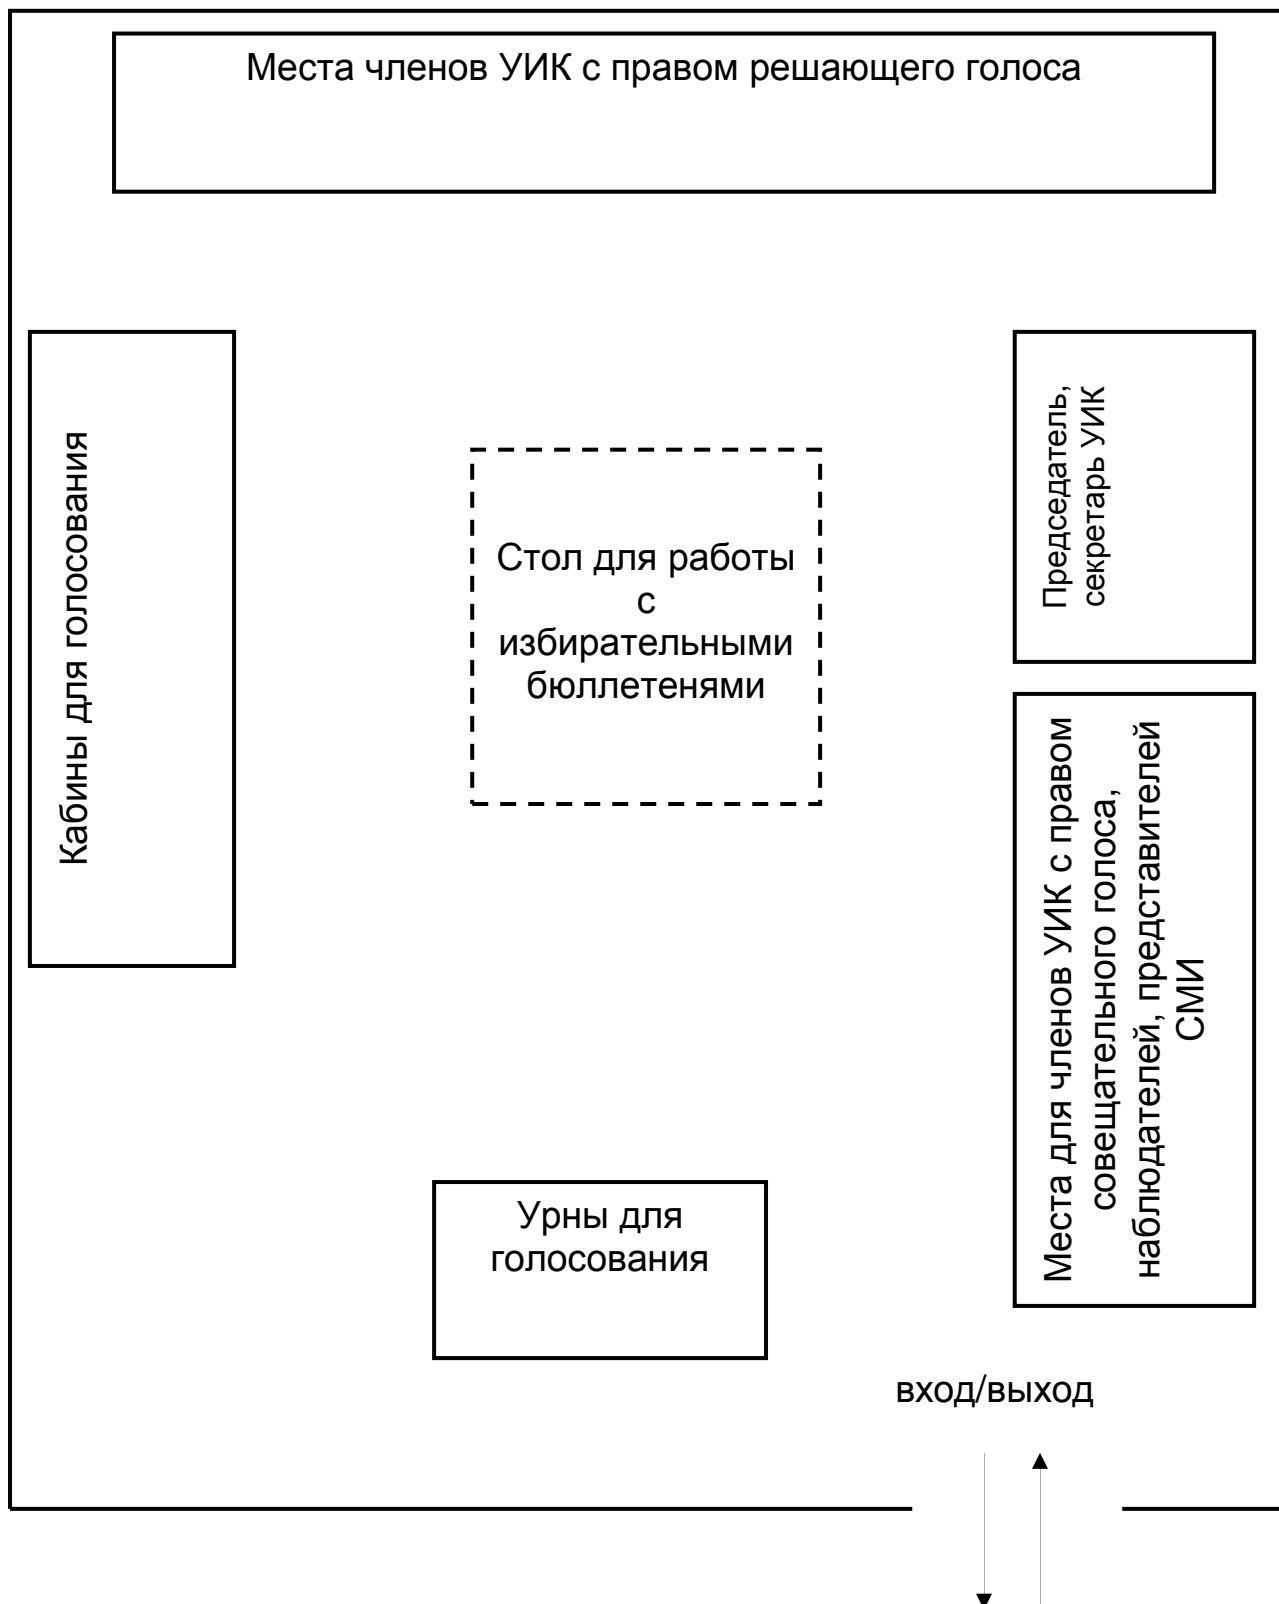 Места членов УИК с правом решающего голоса
Кабины для голосования
Стол для работы
с
избирательными
бюллетенями
Председатель,
секретарь УИК
Места для членов УИК с правом
совещательного голоса,
наблюдателей, представителей
СМИ
Урны для
голосования
вход/выход